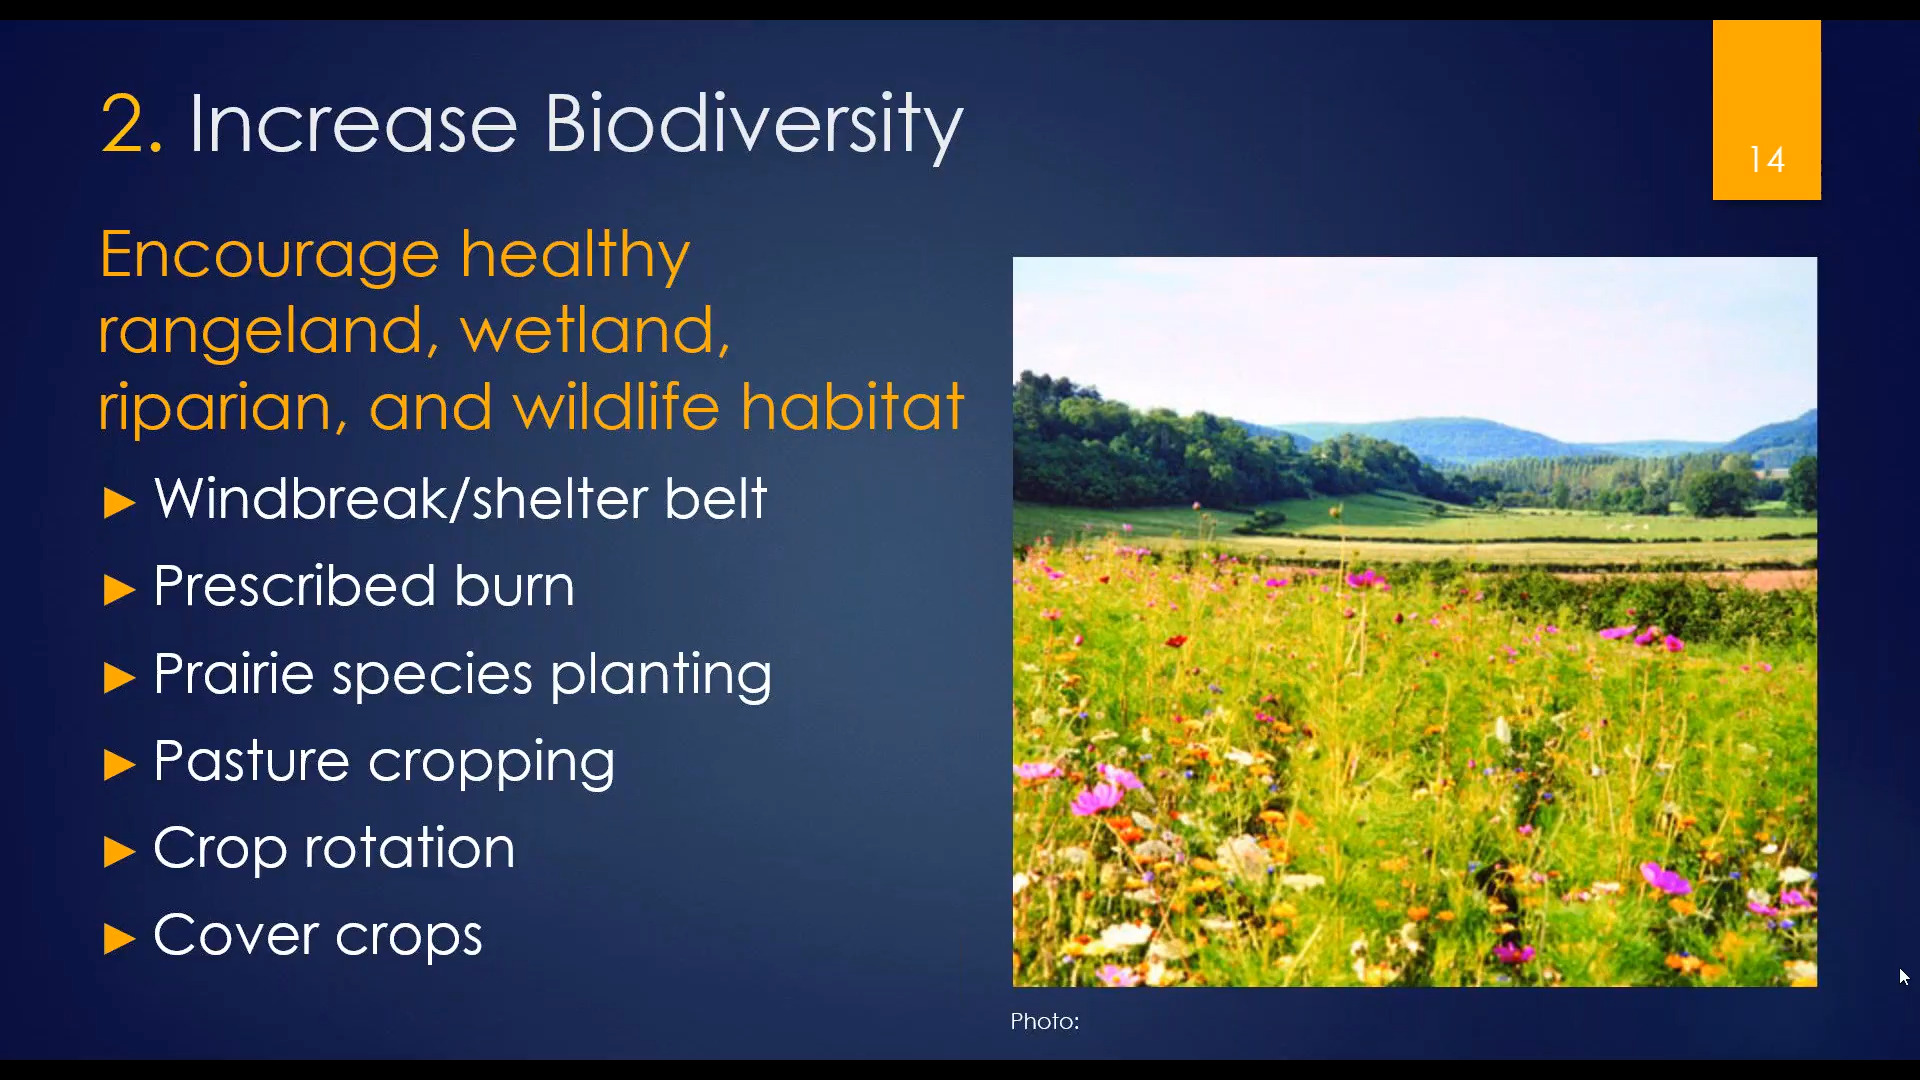 2. Increase Biodiversity
14
Encourage healthy
rangeland, wetland,
riparian, and wildlife habitat
► Windbreak/shelter belt
► Prescribed burn
► Prairie species planting
► Pasture cropping
► Crop rotation
► Cover crops
Photo: